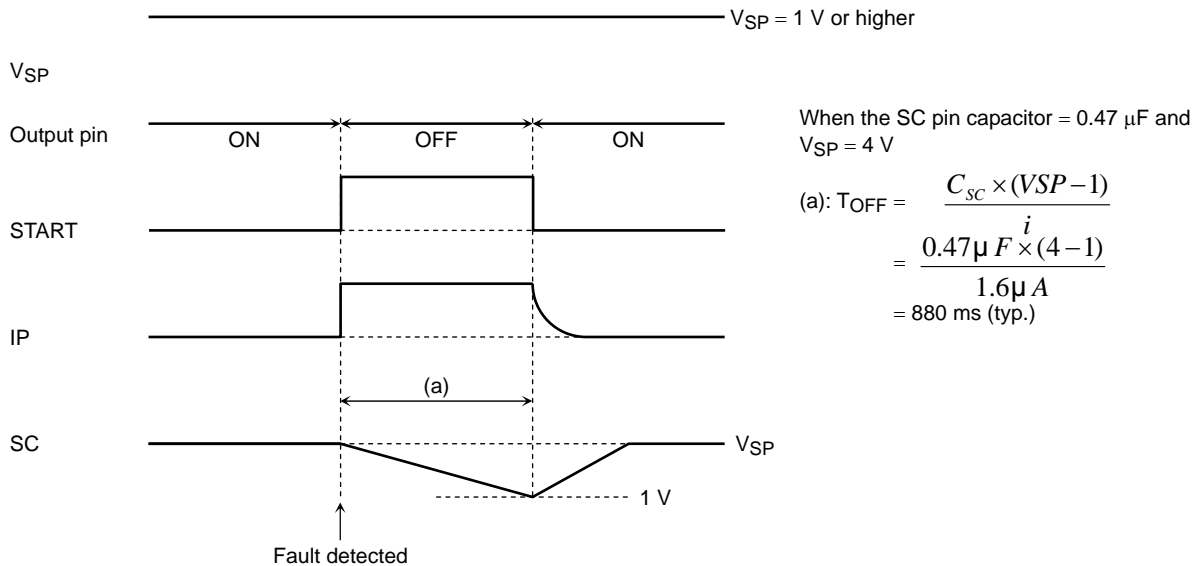 V_SP = 1 V or higher
V_SP
Output pin
ON
OFF
ON
START
IP
(a)
SC
V_SP
1 V
Fault detected
When the SC pin capacitor = 0.47 μF and
V_SP = 4 V
(a): T_OFF = C_SC × (VSP − 1) / i
= 0.47μ F × (4 − 1) / 1.6μ A
= 880 ms (typ.)